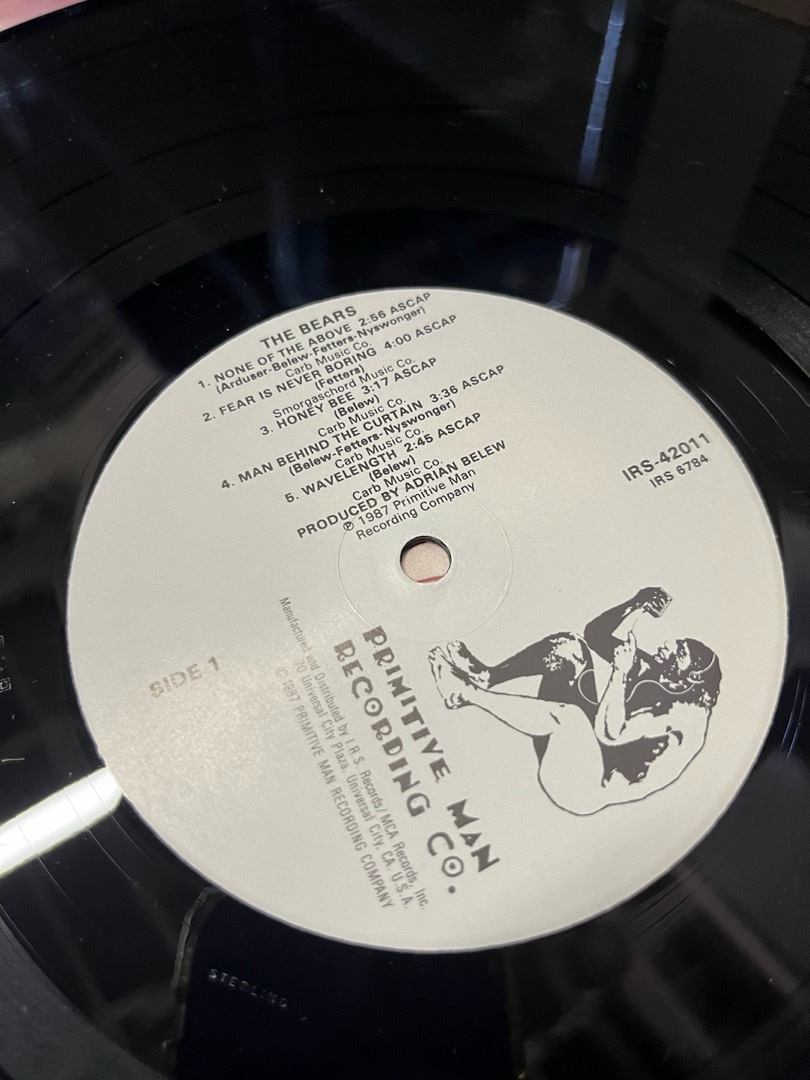 THE BEARS
1. NONE OF THE ABOVE 2:56 ASCAP
(Arduser-Belew-Fetters-Nyswonger)
Carb Music Co.
2. FEAR IS NEVER BORING 4:00 ASCAP
(Fetters)
Smorgaschord Music Co.
3. HONEY BEE 3:17 ASCAP
(Belew)
Carb Music Co.
4. MAN BEHIND THE CURTAIN 3:36 ASCAP
(Belew-Fetters-Nyswonger)
Carb Music Co.
5. WAVELENGTH 2:45 ASCAP
(Belew)
Carb Music Co.
PRODUCED BY ADRIAN BELEW
℗ 1987 Primitive Man
Recording Company
IRS-42011
IRS 6784
SIDE 1
PRIMITIVE MAN
RECORDING CO.
Manufactured and Distributed by I.R.S. Records/MCA Records, Inc.
70 Universal City Plaza, Universal City, CA. U.S.A.
© 1987 PRIMITIVE MAN RECORDING COMPANY
STERLING